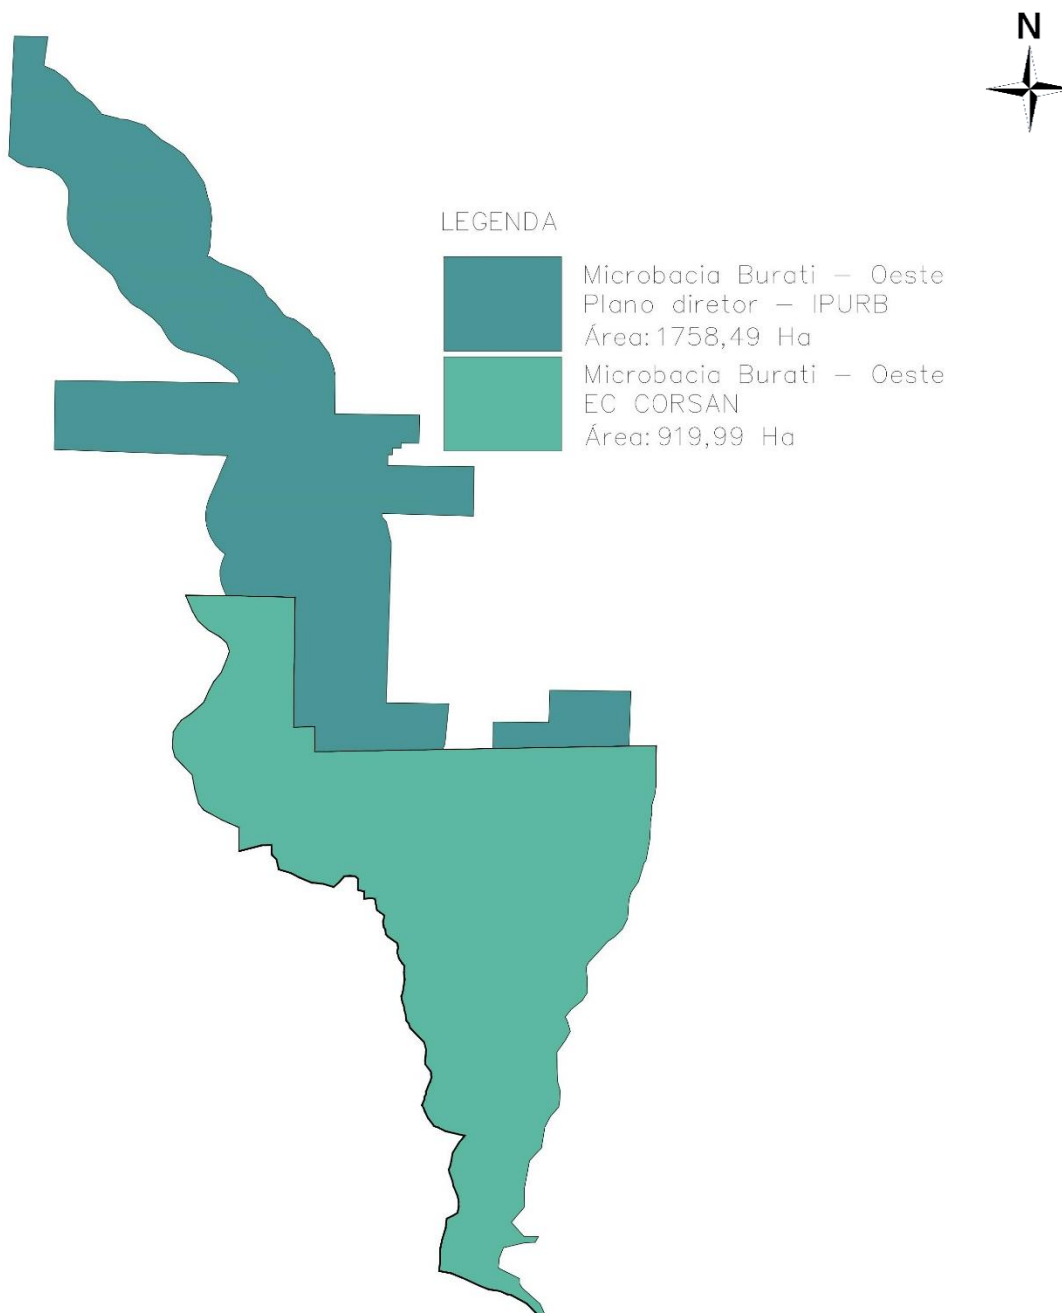 N
LEGENDA
Microbacia Burati – Oeste
Plano diretor – IPURB
Área: 1758,49 Ha
Microbacia Burati – Oeste
EC CORSAN
Área: 919,99 Ha